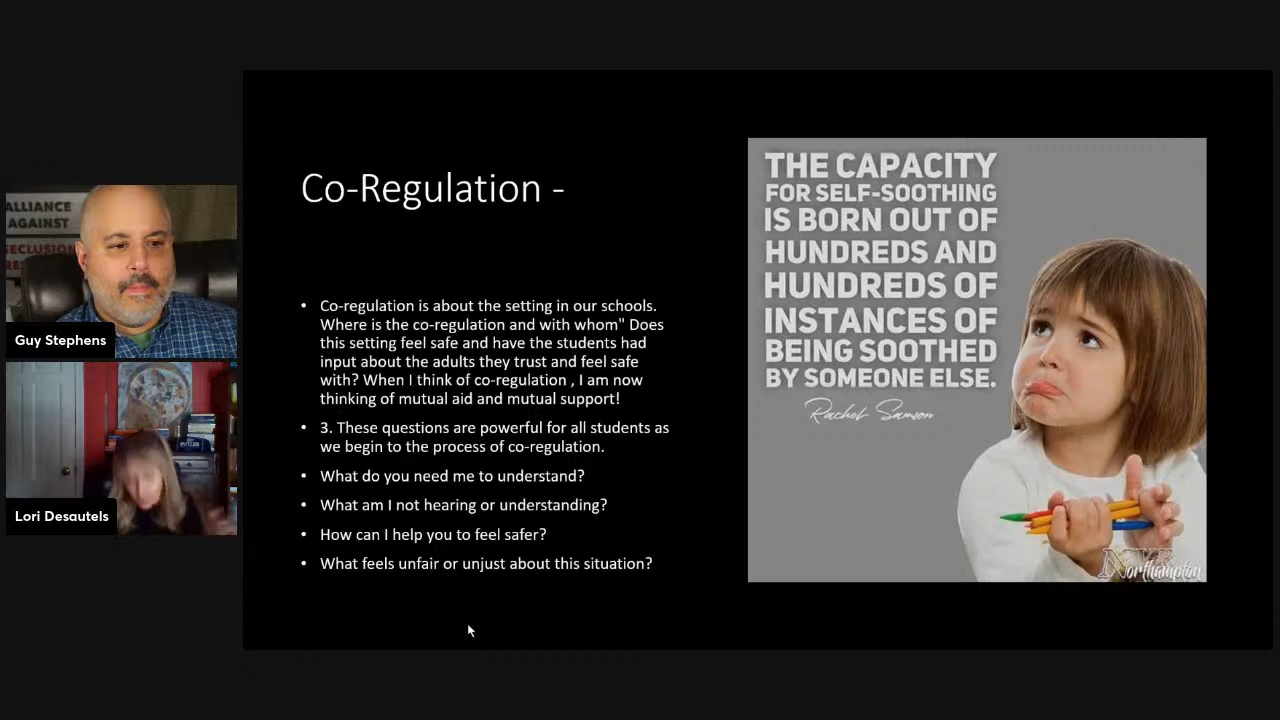 ALLIANCE
AGAINST
Guy Stephens
Lori Desautels
Co-Regulation -
• Co-regulation is about the setting in our schools.
Where is the co-regulation and with whom" Does
this setting feel safe and have the students had
input about the adults they trust and feel safe
with? When I think of co-regulation , I am now
thinking of mutual aid and mutual support!
• 3. These questions are powerful for all students as
we begin to the process of co-regulation.
• What do you need me to understand?
• What am I not hearing or understanding?
• How can I help you to feel safer?
• What feels unfair or unjust about this situation?
THE CAPACITY
FOR SELF-SOOTHING
IS BORN OUT OF
HUNDREDS AND
HUNDREDS OF
INSTANCES OF
BEING SOOTHED
BY SOMEONE ELSE.
Rachel Samson
Northampton